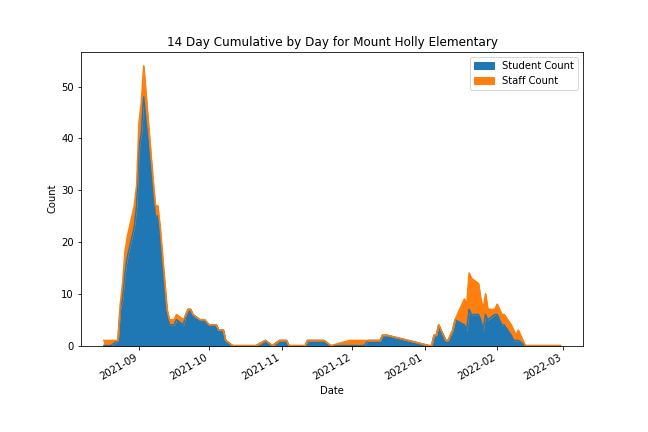 14 Day Cumulative by Day for Mount Holly Elementary
Student Count
Staff Count
50
40
30
20
10
0
Count
2021-09
2021-10
2021-11
2021-12
2022-01
2022-02
2022-03
Date